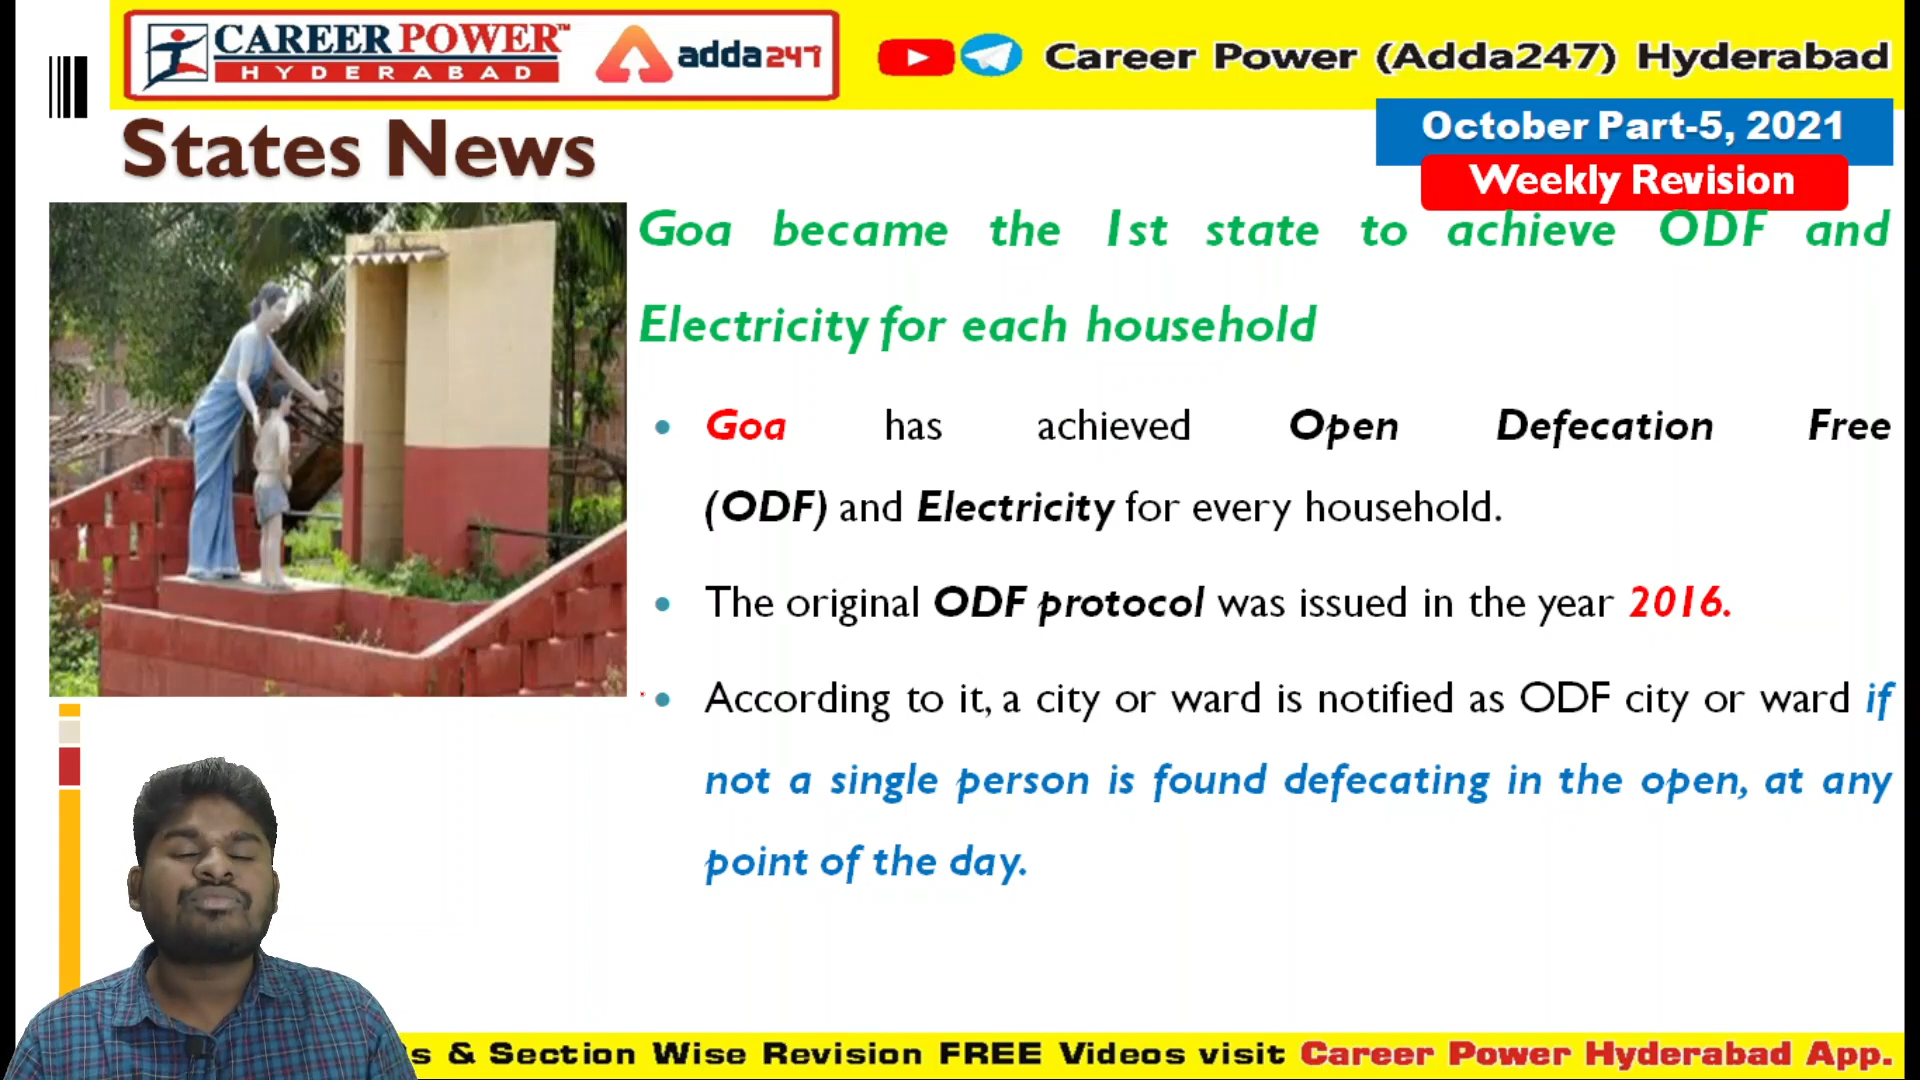 CAREER POWER™
HYDERABAD
adda247
Career Power (Adda247) Hyderabad
October Part-5, 2021
Weekly Revision
States News
Goa became the 1st state to achieve ODF and
Electricity for each household
• Goa has achieved Open Defecation Free
(ODF) and Electricity for every household.
• The original ODF protocol was issued in the year 2016.
• According to it, a city or ward is notified as ODF city or ward if
not a single person is found defecating in the open, at any
point of the day.
& Section Wise Revision FREE Videos visit Career Power Hyderabad App.